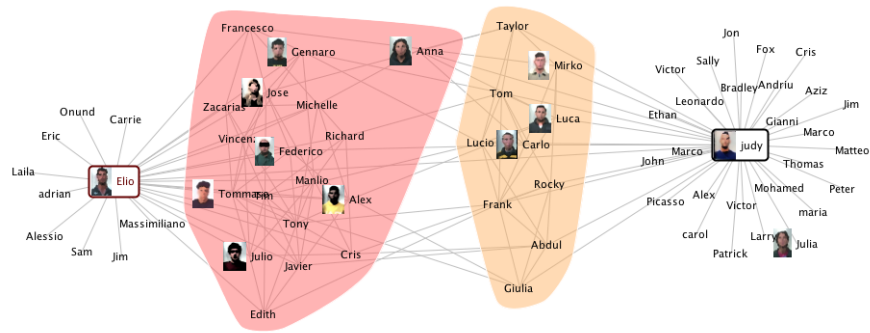 Francesco
Gennaro
Anna
Jose
Zacarias
Michelle
Vincenz
Richard
Federico
Manlio
Tommaso
Tim
Alex
Tony
Julio
Javier
Cris
Edith
Onund
Carrie
Eric
Laila
adrian
Elio
Massimiliano
Alessio
Sam
Jim
Taylor
Mirko
Tom
Luca
Lucio
Carlo
Rocky
Frank
Abdul
Giulia
Jon
Fox
Cris
Sally
Victor
Bradley
Andriu
Aziz
Leonardo
Jim
Ethan
Gianni
Marco
Marco
judy
Matteo
John
Thomas
Mohamed
Peter
Picasso
Alex
Victor
maria
carol
Larry
Julia
Patrick